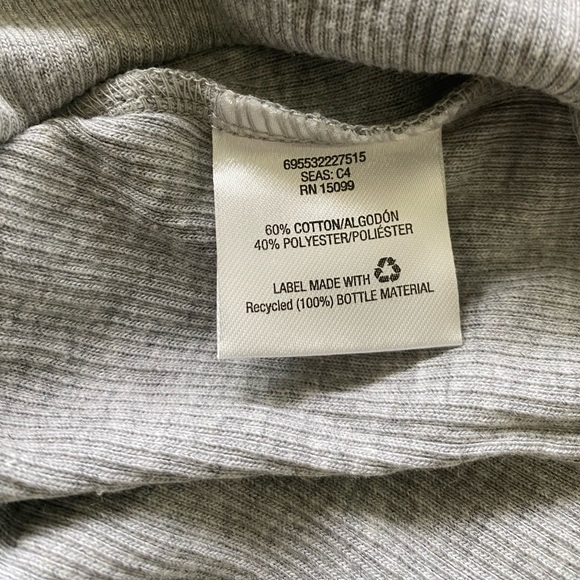 695532227515
SEAS: C4
RN 15099
60% COTTON/ALGODÓN
40% POLYESTER/POLIÉSTER
LABEL MADE WITH
Recycled (100%) BOTTLE MATERIAL